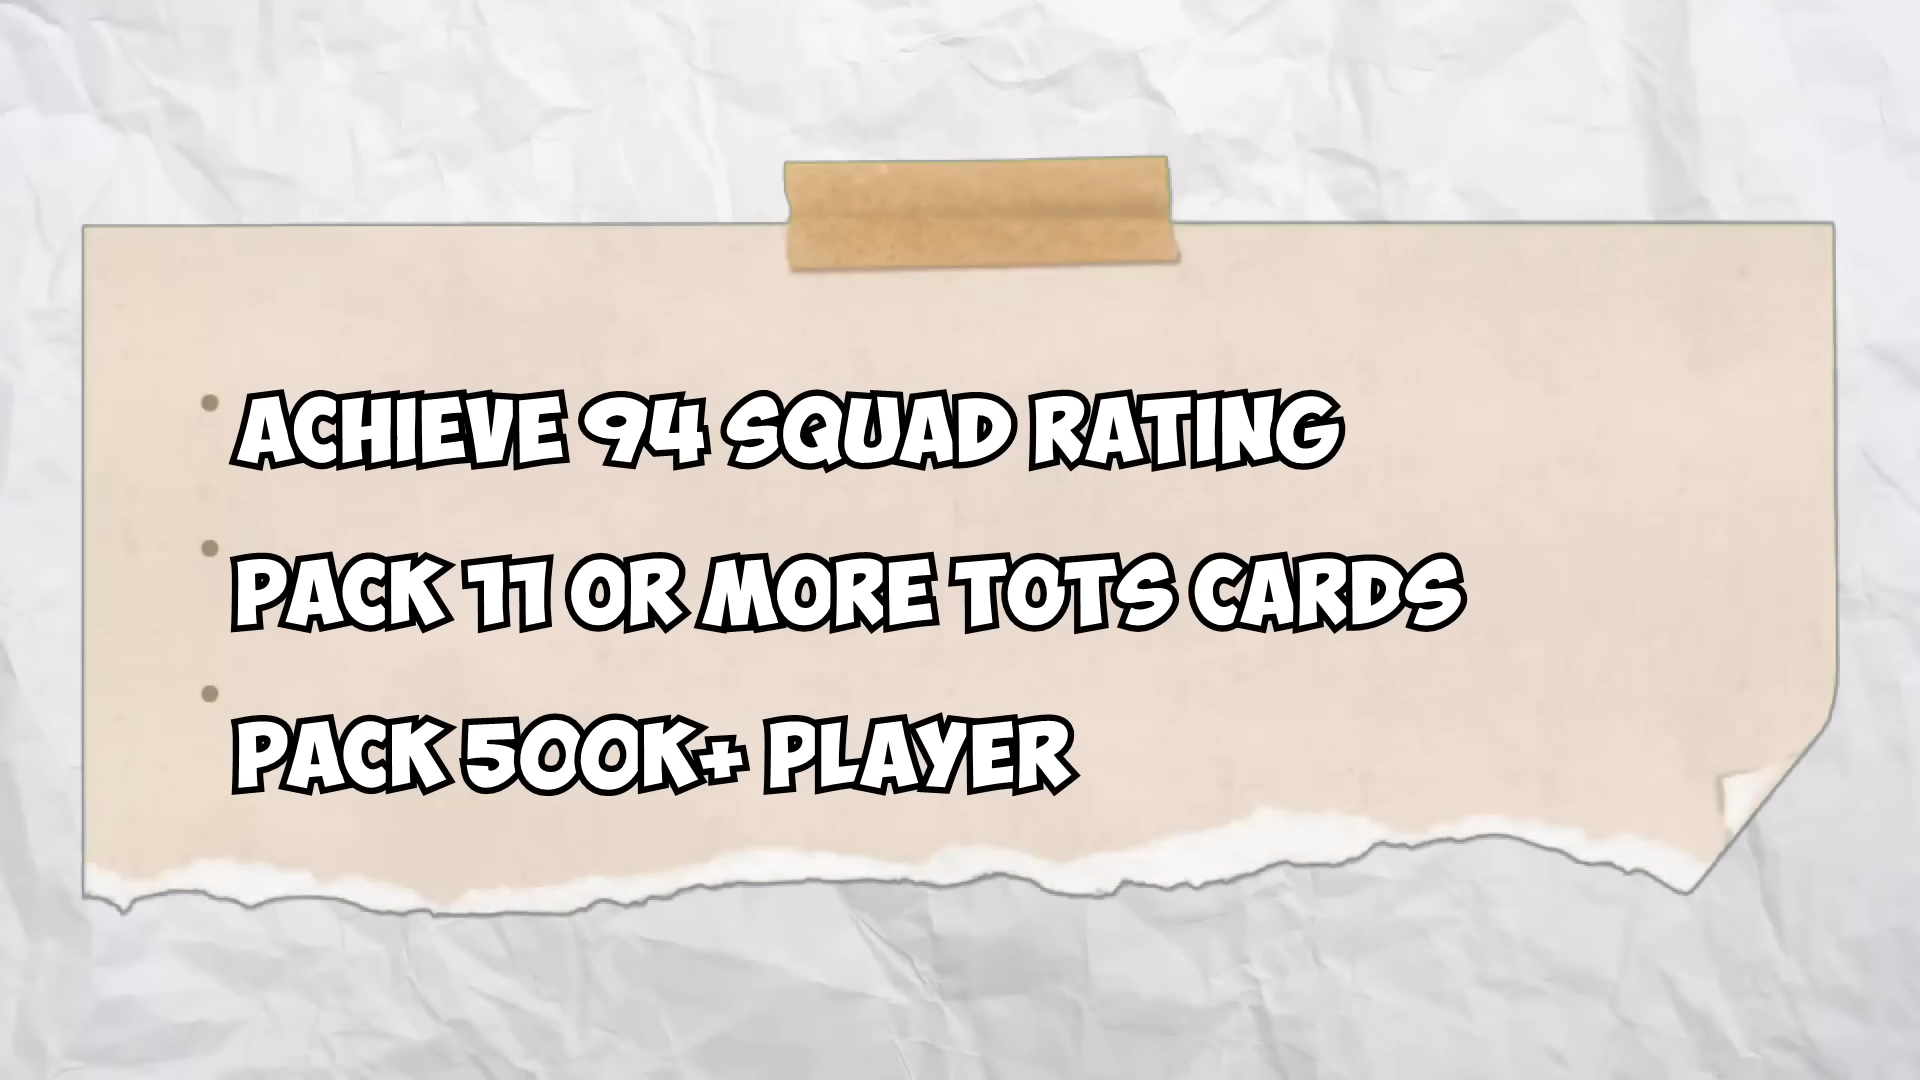 ACHIEVE 94 SQUAD RATING
PACK 11 OR MORE TOTS CARDS
PACK 500K+ PLAYER